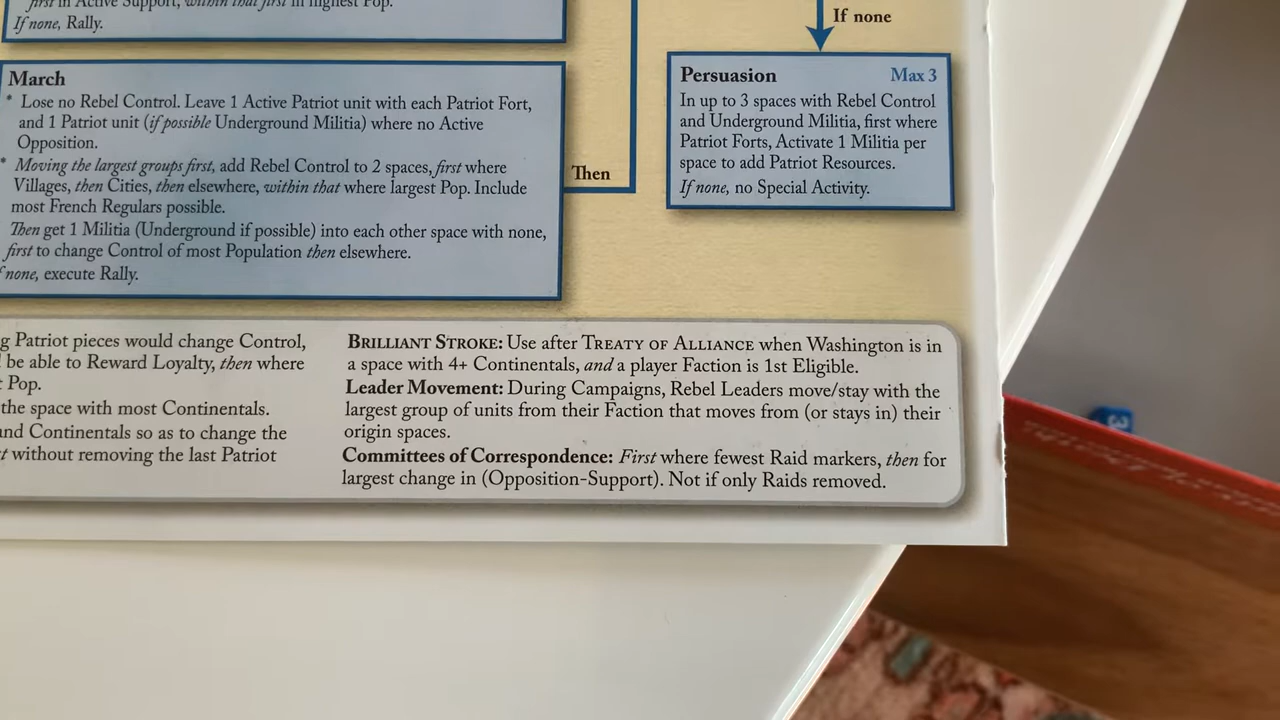 first in Active Support, within that first in highest Pop.
If none, Rally.
If none
March
Lose no Rebel Control. Leave 1 Active Patriot unit with each Patriot Fort,
and 1 Patriot unit (if possible Underground Militia) where no Active
Opposition.
Moving the largest groups first, add Rebel Control to 2 spaces, first where
Villages, then Cities, then elsewhere, within that where largest Pop. Include
most French Regulars possible.
Then get 1 Militia (Underground if possible) into each other space with none,
first to change Control of most Population then elsewhere.
none, execute Rally.
Then
Persuasion Max 3
In up to 3 spaces with Rebel Control
and Underground Militia, first where
Patriot Forts, Activate 1 Militia per
space to add Patriot Resources.
If none, no Special Activity.
g Patriot pieces would change Control,
be able to Reward Loyalty, then where
Pop.
the space with most Continentals.
and Continentals so as to change the
t without removing the last Patriot
BRILLIANT STROKE: Use after TREATY OF ALLIANCE when Washington is in
a space with 4+ Continentals, and a player Faction is 1st Eligible.
Leader Movement: During Campaigns, Rebel Leaders move/stay with the
largest group of units from their Faction that moves from (or stays in) their
origin spaces.
Committees of Correspondence: First where fewest Raid markers, then for
largest change in (Opposition-Support). Not if only Raids removed.
3